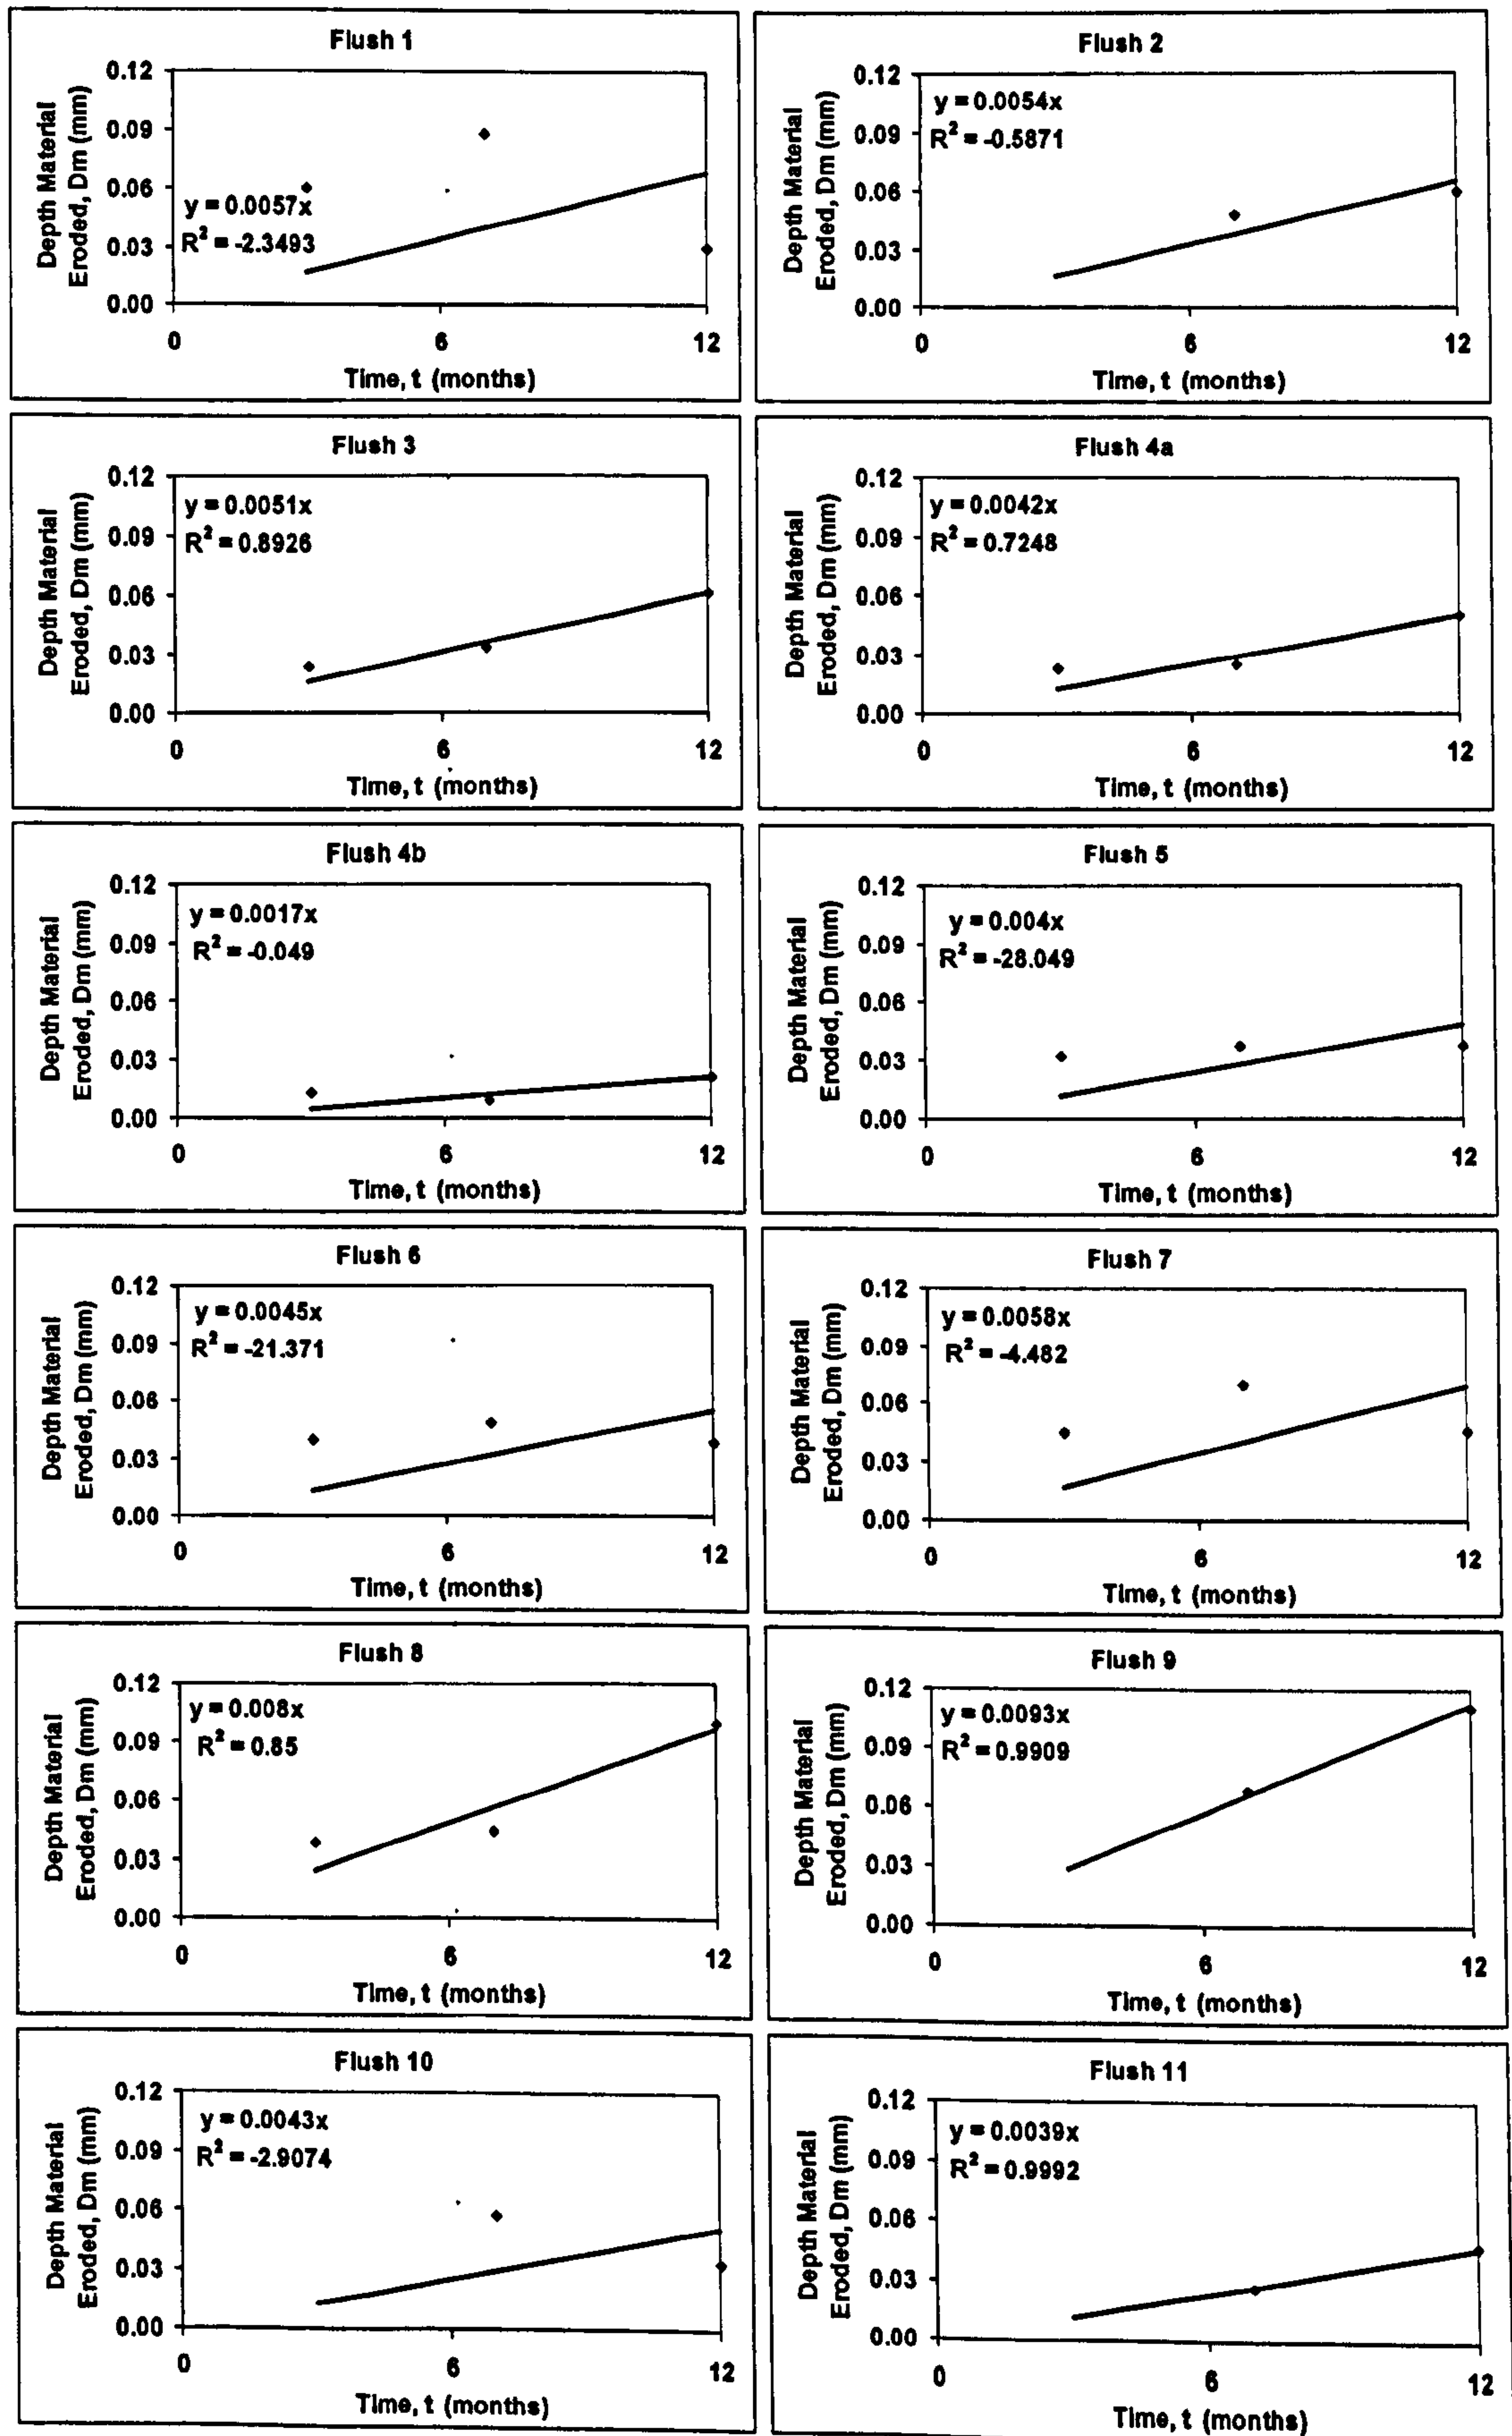 Flush 1
Depth Material
Eroded, Dm (mm)
0.12
0.09
0.06
0.03
0.00
y = 0.0057x
R² = -2.3493
0 6 12
Time, t (months)
Flush 2
Depth Material
Eroded, Dm (mm)
0.12
0.09
0.06
0.03
0.00
y = 0.0054x
R² = -0.5871
0 6 12
Time, t (months)
Flush 3
Depth Material
Eroded, Dm (mm)
0.12
0.09
0.06
0.03
0.00
y = 0.0051x
R² = 0.8926
0 6 12
Time, t (months)
Flush 4a
Depth Material
Eroded, Dm (mm)
0.12
0.09
0.06
0.03
0.00
y = 0.0042x
R² = 0.7248
0 6 12
Time, t (months)
Flush 4b
Depth Material
Eroded, Dm (mm)
0.12
0.09
0.06
0.03
0.00
y = 0.0017x
R² = -0.049
0 6 12
Time, t (months)
Flush 5
Depth Material
Eroded, Dm (mm)
0.12
0.09
0.06
0.03
0.00
y = 0.004x
R² = -28.049
0 6 12
Time, t (months)
Flush 6
Depth Material
Eroded, Dm (mm)
0.12
0.09
0.06
0.03
0.00
y = 0.0045x
R² = -21.371
0 6 12
Time, t (months)
Flush 7
Depth Material
Eroded, Dm (mm)
0.12
0.09
0.06
0.03
0.00
y = 0.0058x
R² = -4.482
0 6 12
Time, t (months)
Flush 8
Depth Material
Eroded, Dm (mm)
0.12
0.09
0.06
0.03
0.00
y = 0.008x
R² = 0.85
0 6 12
Time, t (months)
Flush 9
Depth Material
Eroded, Dm (mm)
0.12
0.09
0.06
0.03
0.00
y = 0.0093x
R² = 0.9909
0 6 12
Time, t (months)
Flush 10
Depth Material
Eroded, Dm (mm)
0.12
0.09
0.06
0.03
0.00
y = 0.0043x
R² = -2.9074
0 6 12
Time, t (months)
Flush 11
Depth Material
Eroded, Dm (mm)
0.12
0.09
0.06
0.03
0.00
y = 0.0039x
R² = 0.9992
0 6 12
Time, t (months)